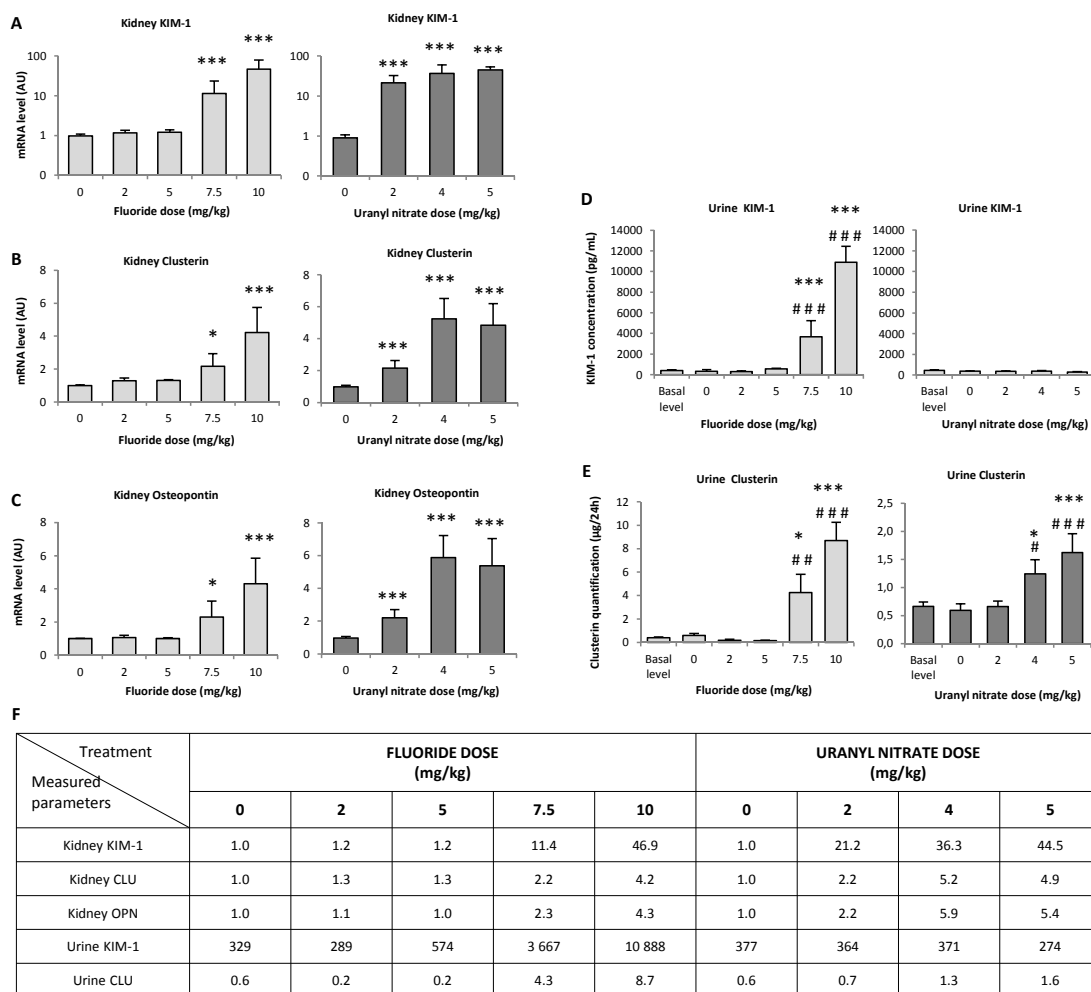 A
Kidney KIM-1
mRNA level (AU)
100
10
1
0
***
***
0 2 5 7.5 10
Fluoride dose (mg/kg)
Kidney KIM-1
100
10
1
0
***
***
***
0 2 4 5
Uranyl nitrate dose (mg/kg)
B
Kidney Clusterin
mRNA level (AU)
8
6
4
2
0
*
***
0 2 5 7.5 10
Fluoride dose (mg/kg)
Kidney Clusterin
8
6
4
2
0
***
***
***
0 2 4 5
Uranyl nitrate dose (mg/kg)
C
Kidney Osteopontin
mRNA level (AU)
8
6
4
2
0
*
***
0 2 5 7.5 10
Fluoride dose (mg/kg)
Kidney Osteopontin
8
6
4
2
0
***
***
***
0 2 4 5
Uranyl nitrate dose (mg/kg)
D
Urine KIM-1
KIM-1 concentration (pg/mL)
14000
12000
10000
8000
6000
4000
2000
0
***
# # #
***
# # #
Basal 0 2 5 7.5 10
level
Fluoride dose (mg/kg)
Urine KIM-1
14000
12000
10000
8000
6000
4000
2000
0
Basal 0 2 4 5
level
Uranyl nitrate dose (mg/kg)
E
Urine Clusterin
Clusterin quantification (µg/24h)
12
10
8
6
4
2
0
*
# #
***
# # #
Basal 0 2 5 7.5 10
level
Fluoride dose (mg/kg)
Urine Clusterin
2,5
2,0
1,5
1,0
0,5
0,0
*
#
***
# # #
Basal 0 2 4 5
level
Uranyl nitrate dose (mg/kg)
F
Treatment
Measured
parameters
FLUORIDE DOSE
(mg/kg)
URANYL NITRATE DOSE
(mg/kg)
0 2 5 7.5 10 0 2 4 5
Kidney KIM-1 1.0 1.2 1.2 11.4 46.9 1.0 21.2 36.3 44.5
Kidney CLU 1.0 1.3 1.3 2.2 4.2 1.0 2.2 5.2 4.9
Kidney OPN 1.0 1.1 1.0 2.3 4.3 1.0 2.2 5.9 5.4
Urine KIM-1 329 289 574 3 667 10 888 377 364 371 274
Urine CLU 0.6 0.2 0.2 4.3 8.7 0.6 0.7 1.3 1.6